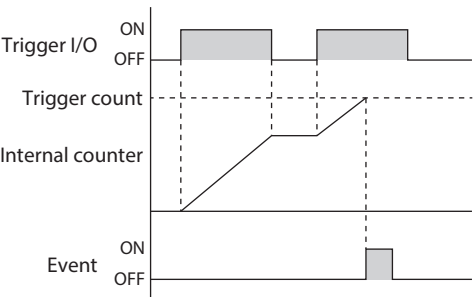 ON
Trigger I/O
OFF
Trigger count
Internal counter
ON
Event
OFF